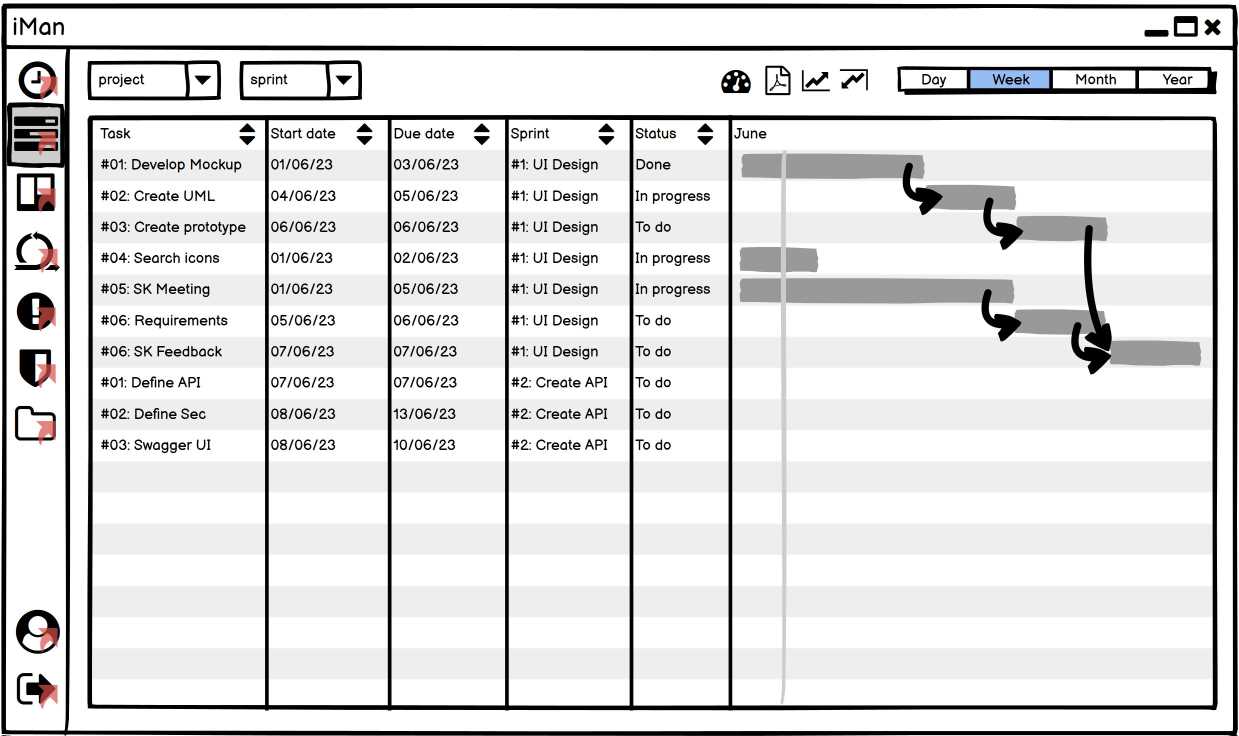 iMan
project sprint Day Week Month Year
Task Start date Due date Sprint Status June
#01: Develop Mockup 01/06/23 03/06/23 #1: UI Design Done
#02: Create UML 04/06/23 05/06/23 #1: UI Design In progress
#03: Create prototype 06/06/23 06/06/23 #1: UI Design To do
#04: Search icons 01/06/23 02/06/23 #1: UI Design In progress
#05: SK Meeting 01/06/23 05/06/23 #1: UI Design In progress
#06: Requirements 05/06/23 06/06/23 #1: UI Design To do
#06: SK Feedback 07/06/23 07/06/23 #1: UI Design To do
#01: Define API 07/06/23 07/06/23 #2: Create API To do
#02: Define Sec 08/06/23 13/06/23 #2: Create API To do
#03: Swagger UI 08/06/23 10/06/23 #2: Create API To do